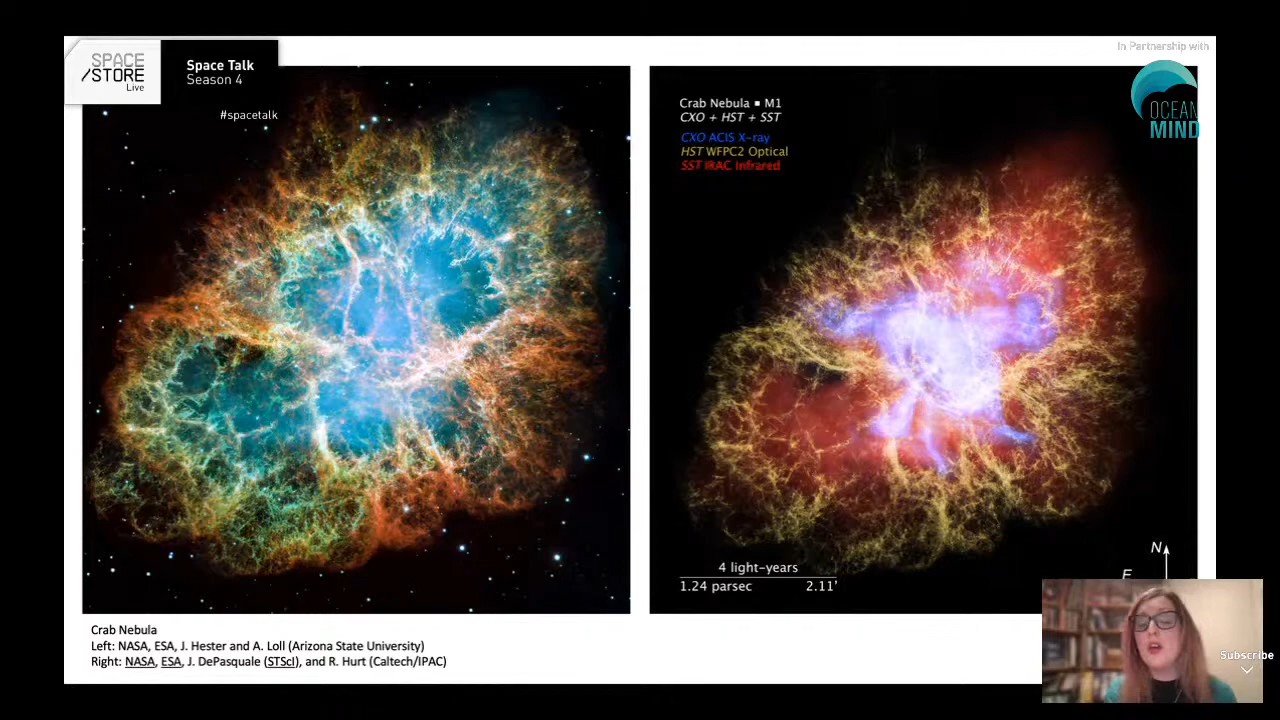 SPACE
/STORE
Live
Space Talk
Season 4
#spacetalk
In Partnership with
OCEAN
MIND
Crab Nebula ▪ M1
CXO + HST + SST
CXO ACIS X-ray
HST WFPC2 Optical
SST IRAC Infrared
4 light-years
1.24 parsec 2.11'
N
E
Crab Nebula
Left: NASA, ESA, J. Hester and A. Loll (Arizona State University)
Right: NASA, ESA, J. DePasquale (STScI), and R. Hurt (Caltech/IPAC)
Subscribe